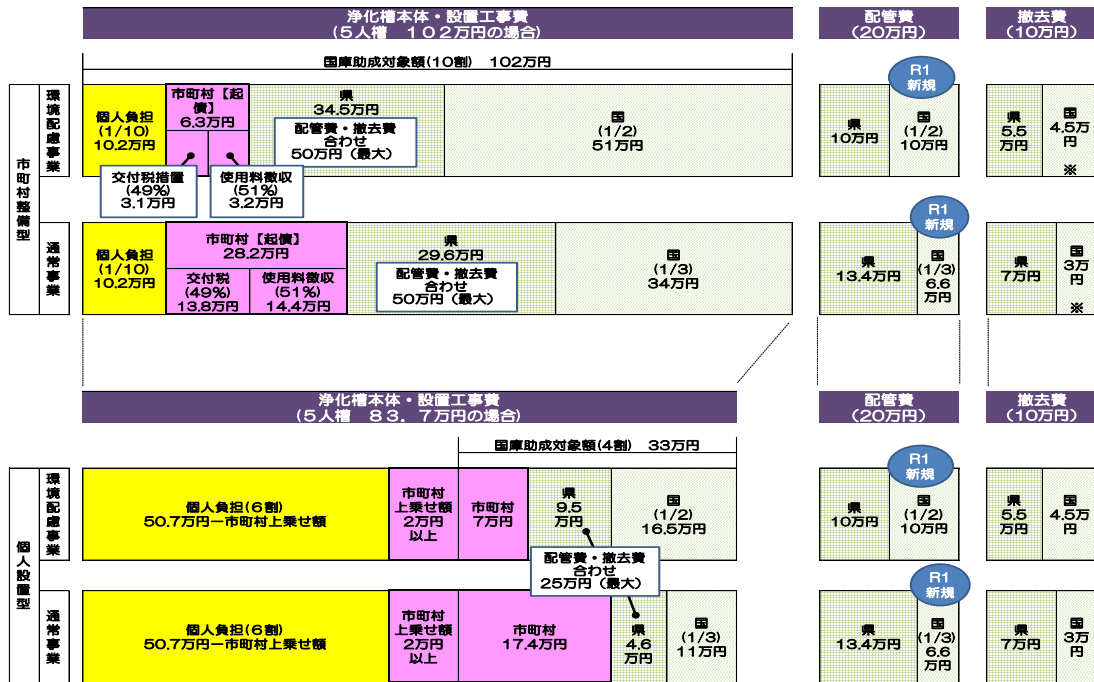 浄化槽本体・設置工事費
(5人槽 102万円の場合)
配管費
(20万円)
撤去費
(10万円)
国庫助成対象額(10割) 102万円
市町村整備型
環境配慮事業
個人負担
(1/10)
10.2万円
市町村【起
債】
6.3万円
交付税措置
(49%)
3.1万円
使用料徴収
(51%)
3.2万円
県
34.5万円
配管費・撤去費
合わせ
50万円(最大)
国
(1/2)
51万円
R1
新規
県
10万円
国
(1/2)
10万円
県
5.5
万円
国
4.5万
円
※
通常事業
個人負担
(1/10)
10.2万円
市町村【起債】
28.2万円
交付税
(49%)
13.8万円
使用料徴収
(51%)
14.4万円
県
29.6万円
配管費・撤去費
合わせ
50万円(最大)
国
(1/3)
34万円
R1
新規
県
13.4万円
国
(1/3)
6.6
万円
県
7万円
国
3万
円
※
浄化槽本体・設置工事費
(5人槽 83.7万円の場合)
配管費
(20万円)
撤去費
(10万円)
国庫助成対象額(4割) 33万円
個人設置型
環境配慮事業
個人負担(6割)
50.7万円ー市町村上乗せ額
市町村
上乗せ額
2万円
以上
市町村
7万円
県
9.5
万円
国
(1/2)
16.5万円
配管費・撤去費
合わせ
25万円(最大)
R1
新規
県
10万円
国
(1/2)
10万円
県
5.5
万円
国
4.5万
円
通常事業
個人負担(6割)
50.7万円ー市町村上乗せ額
市町村
上乗せ額
2万円
以上
市町村
17.4万円
県
4.6
万円
国
(1/3)
11万円
R1
新規
県
13.4万円
国
(1/3)
6.6
万円
県
7万円
国
3万
円